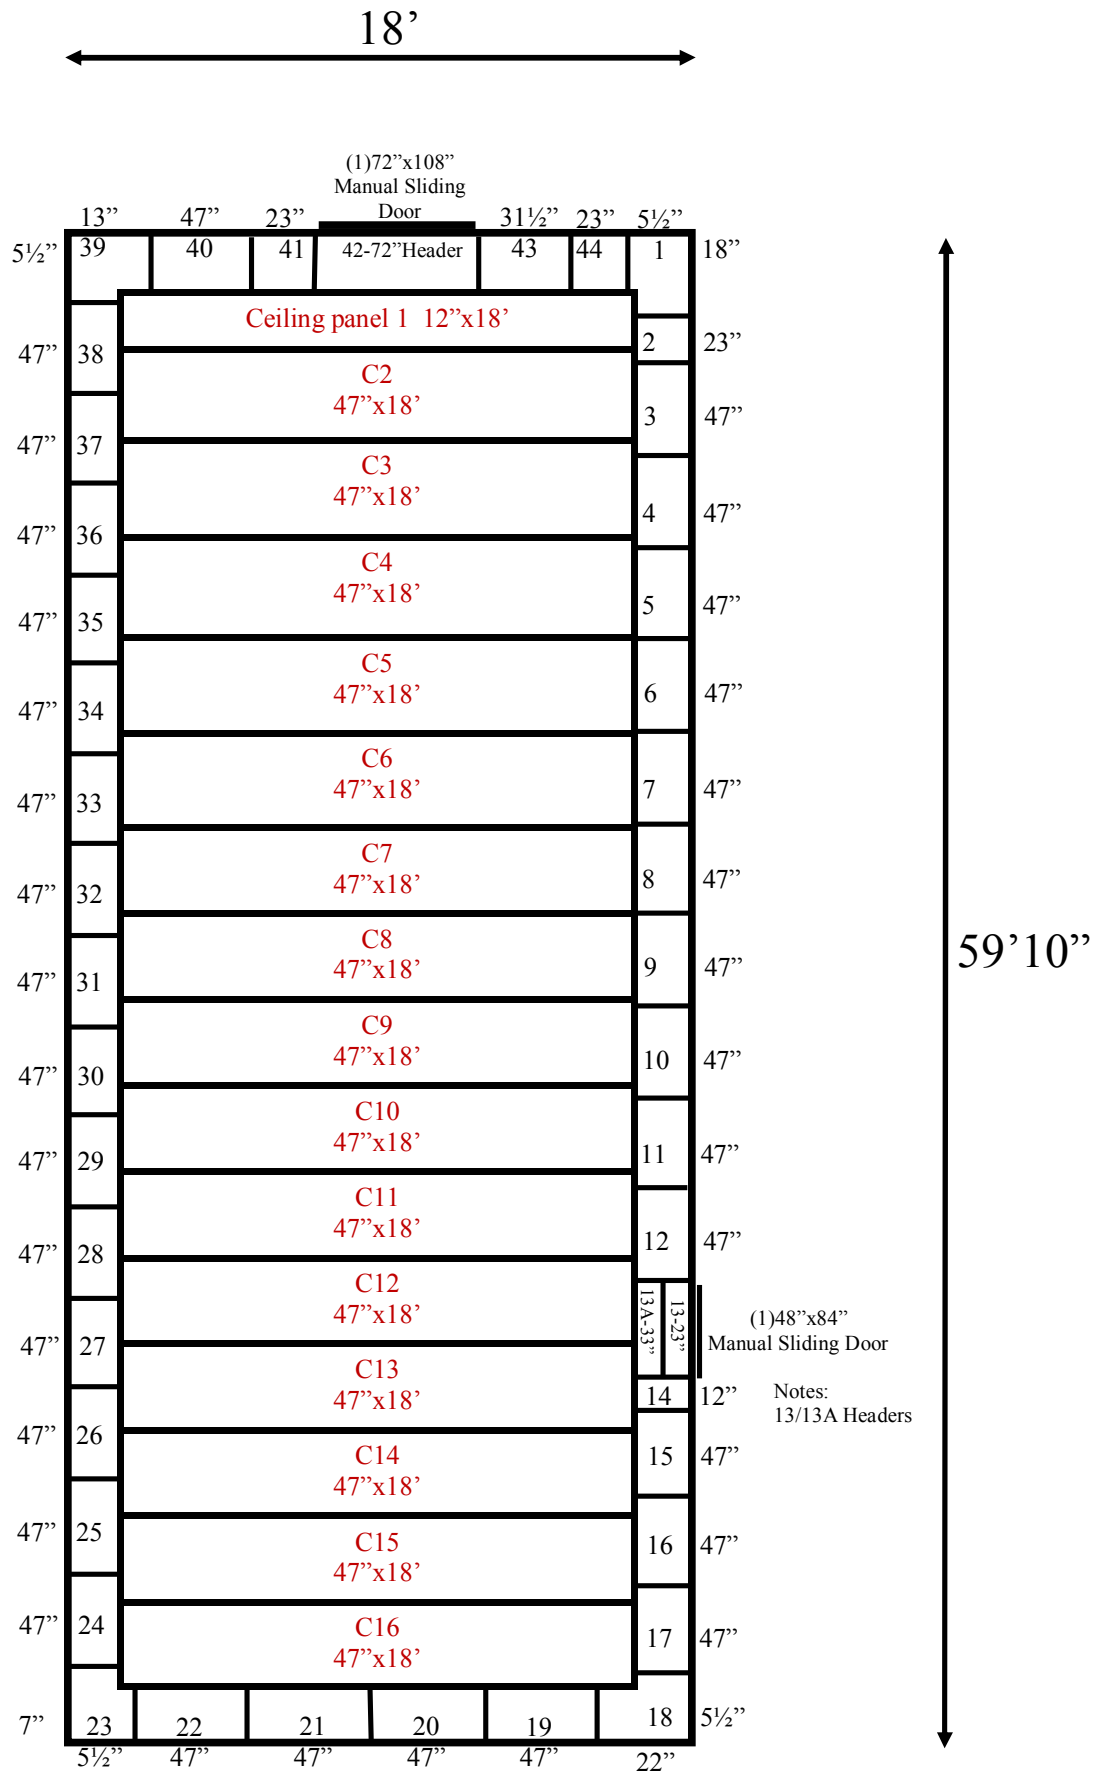 18’
(1)72”x108”
Manual Sliding
Door
13” 47” 23” 31½” 23” 5½”
5½” 39 40 41 42-72”Header 43 44 1 18”
Ceiling panel 1 12”x18’
2 23”
47” 38
C2
47”x18’
3 47”
47” 37
C3
47”x18’
4 47”
47” 36
C4
47”x18’
5 47”
47” 35
C5
47”x18’
6 47”
47” 34
C6
47”x18’
7 47”
47” 33
C7
47”x18’
8 47”
47” 32
C8
47”x18’
9 47”
59’10”
47” 31
C9
47”x18’
10 47”
47” 30
C10
47”x18’
11 47”
47” 29
C11
47”x18’
12 47”
47” 28
C12
47”x18’
13A-33”
13-23”
(1)48”x84”
Manual Sliding Door
47” 27
C13
47”x18’
14 12”
Notes:
13/13A Headers
47” 26
C14
47”x18’
15 47”
47” 25
C15
47”x18’
16 47”
47” 24
C16
47”x18’
17 47”
7” 23 22 21 20 19 18 5½”
5½” 47” 47” 47” 47” 22”